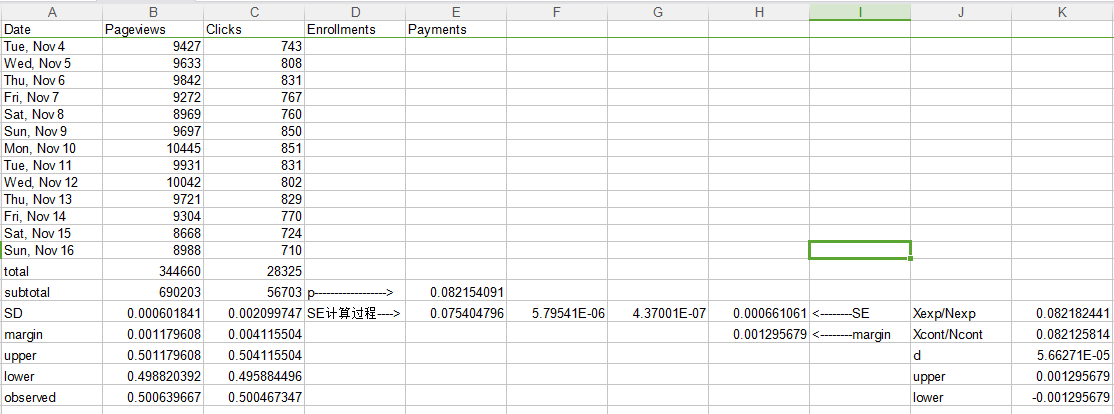 A B C D E F G H I J K
Date Pageviews Clicks Enrollments Payments
Tue, Nov 4 9427 743
Wed, Nov 5 9633 808
Thu, Nov 6 9842 831
Fri, Nov 7 9272 767
Sat, Nov 8 8969 760
Sun, Nov 9 9697 850
Mon, Nov 10 10445 851
Tue, Nov 11 9931 831
Wed, Nov 12 10042 802
Thu, Nov 13 9721 829
Fri, Nov 14 9304 770
Sat, Nov 15 8668 724
Sun, Nov 16 8988 710
total 344660 28325
subtotal 690203 56703 p------------------> 0.082154091
SD 0.000601841 0.002099747 SE计算过程----> 0.075404796 5.79541E-06 4.37001E-07 0.000661061 <--------SE Xexp/Nexp 0.082182441
margin 0.001179608 0.004115504 0.001295679 <--------margin Xcont/Ncont 0.082125814
upper 0.501179608 0.504115504 d 5.66271E-05
lower 0.498820392 0.495884496 upper 0.001295679
observed 0.500639667 0.500467347 lower -0.001295679